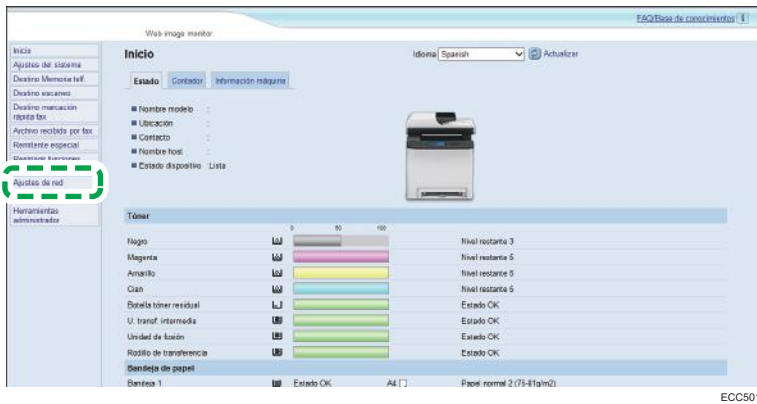 FAQ/Base de conocimientos
Web image monitor
Inicio
Ajustes del sistema
Destino Memoria telf.
Destino escaneo
Destino marcación
rápida fax
Archivo recibido por fax
Remitente especial
Restringir funciones
Ajustes de red
Herramientas
administrador
Inicio
Idioma Spanish Actualizar
Estado Contador Información máquina
Nombre modelo :
Ubicación :
Contacto :
Nombre host :
Estado dispositivo :Lista
Tóner
0 50 100
Negro Nivel restante 3
Magenta Nivel restante 5
Amarillo Nivel restante 5
Cian Nivel restante 5
Botella tóner residual Estado OK
U. transf. intermedia Estado OK
Unidad de fusión Estado OK
Rodillo de transferencia Estado OK
Bandeja de papel
Bandeja 1 Estado OK A4 Papel normal 2 (75-81g/m2)
ECC501